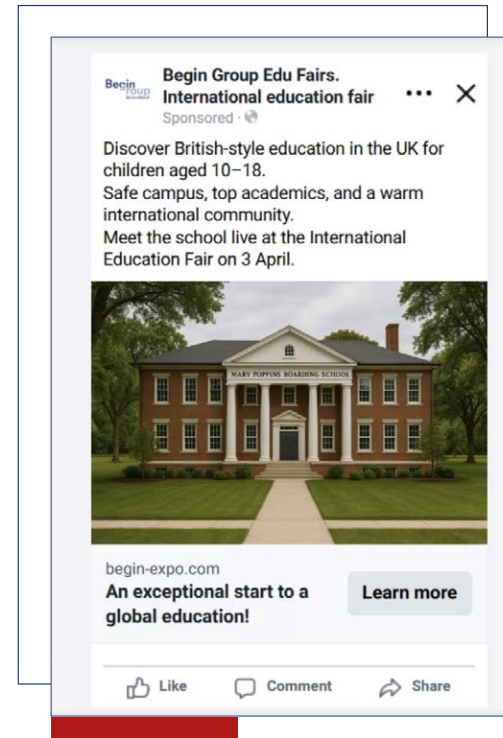 Begin
Group
Begin Group Edu Fairs.
International education fair
Sponsored ·
Discover British-style education in the UK for
children aged 10–18.
Safe campus, top academics, and a warm
international community.
Meet the school live at the International
Education Fair on 3 April.
MARY POPPINS BOARDING SCHOOL
begin-expo.com
An exceptional start to a
global education!
Learn more
Like
Comment
Share